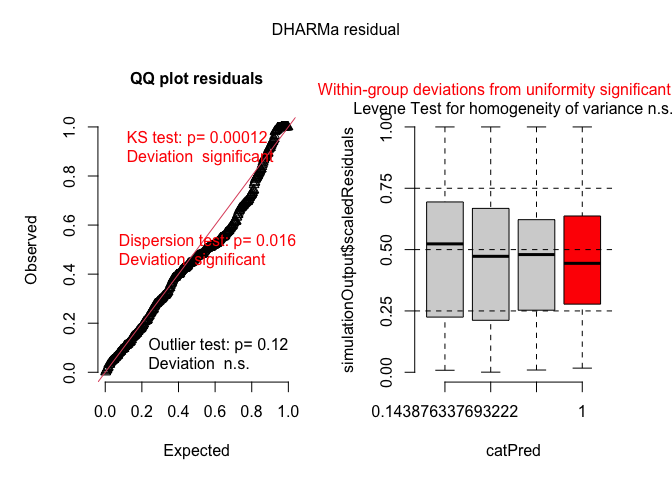 DHARMa residual
QQ plot residuals
KS test: p= 0.00012
Deviation  significant
Dispersion test: p= 0.016
Deviation  significant
Outlier test: p= 0.12
Deviation  n.s.
Observed
0.0 0.2 0.4 0.6 0.8 1.0
0.0 0.2 0.4 0.6 0.8 1.0
Expected
Within-group deviations from uniformity significant
Levene Test for homogeneity of variance n.s.
simulationOutput$scaledResiduals
0.00 0.25 0.50 0.75 1.00
0.143876337693222 1
catPred